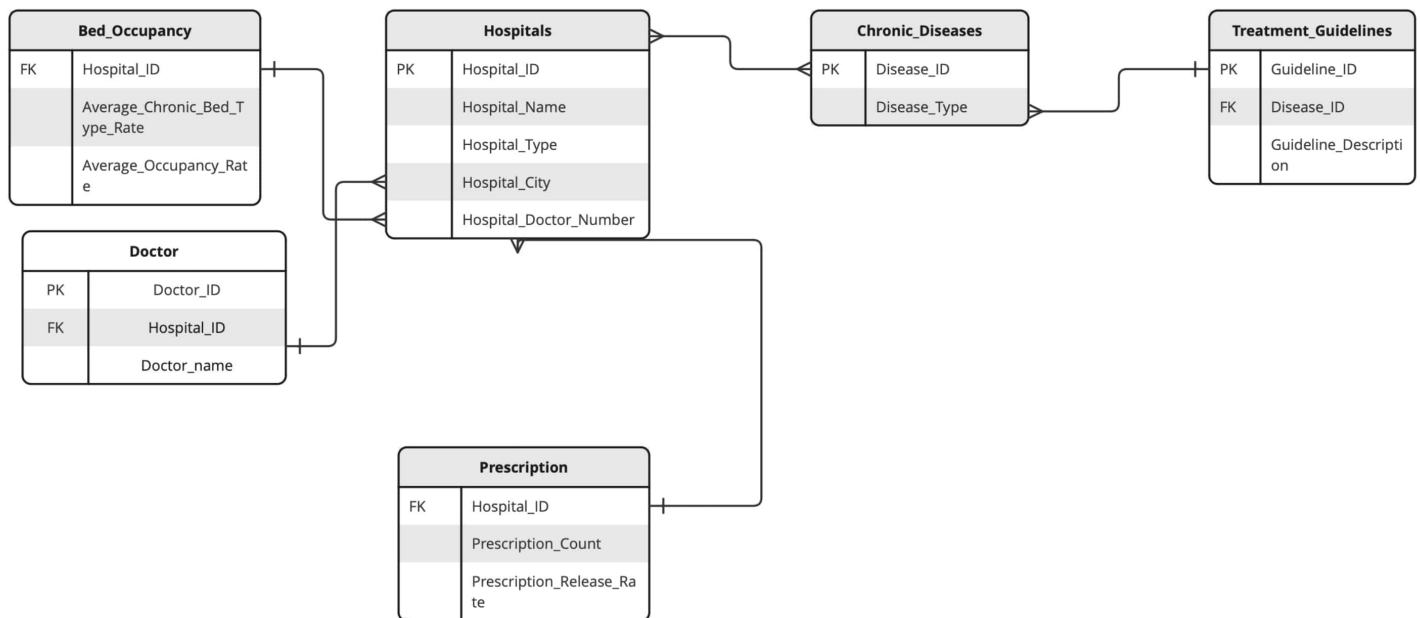 Bed_Occupancy
FK Hospital_ID
Average_Chronic_Bed_T
ype_Rate
Average_Occupancy_Rat
e
Hospitals
PK Hospital_ID
Hospital_Name
Hospital_Type
Hospital_City
Hospital_Doctor_Number
Chronic_Diseases
PK Disease_ID
Disease_Type
Treatment_Guidelines
PK Guideline_ID
FK Disease_ID
Guideline_Descripti
on
Doctor
PK Doctor_ID
FK Hospital_ID
Doctor_name
Prescription
FK Hospital_ID
Prescription_Count
Prescription_Release_Ra
te